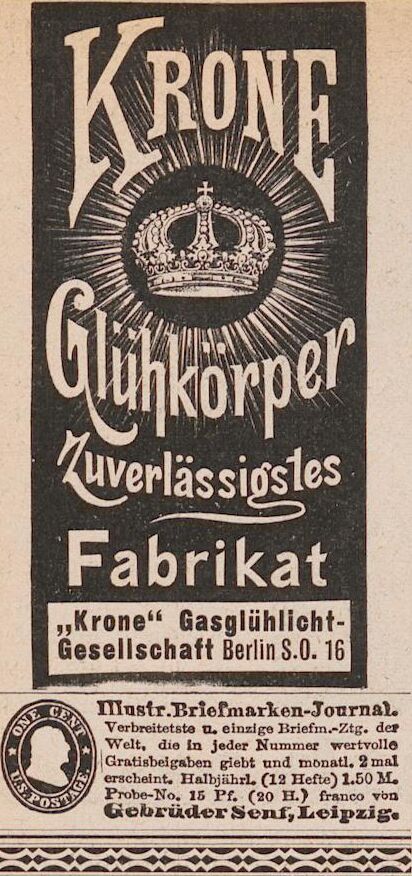 KRONE
Glühkörper
Zuverlässigstes
Fabrikat
„Krone“ Gasglühlicht-
Gesellschaft Berlin S.O. 16
ONE CENT
U.S. POSTAGE.
Illustr. Briefmarken-Journal.
Verbreitetste u. einzige Briefm.-Ztg. der
Welt, die in jeder Nummer wertvolle
Gratisbeigaben giebt und monatl. 2 mal
erscheint. Halbjährl. (12 Hefte) 1.50 M.
Probe-No. 15 Pf. (20 H.) franco von
Gebrüder Senf, Leipzig.